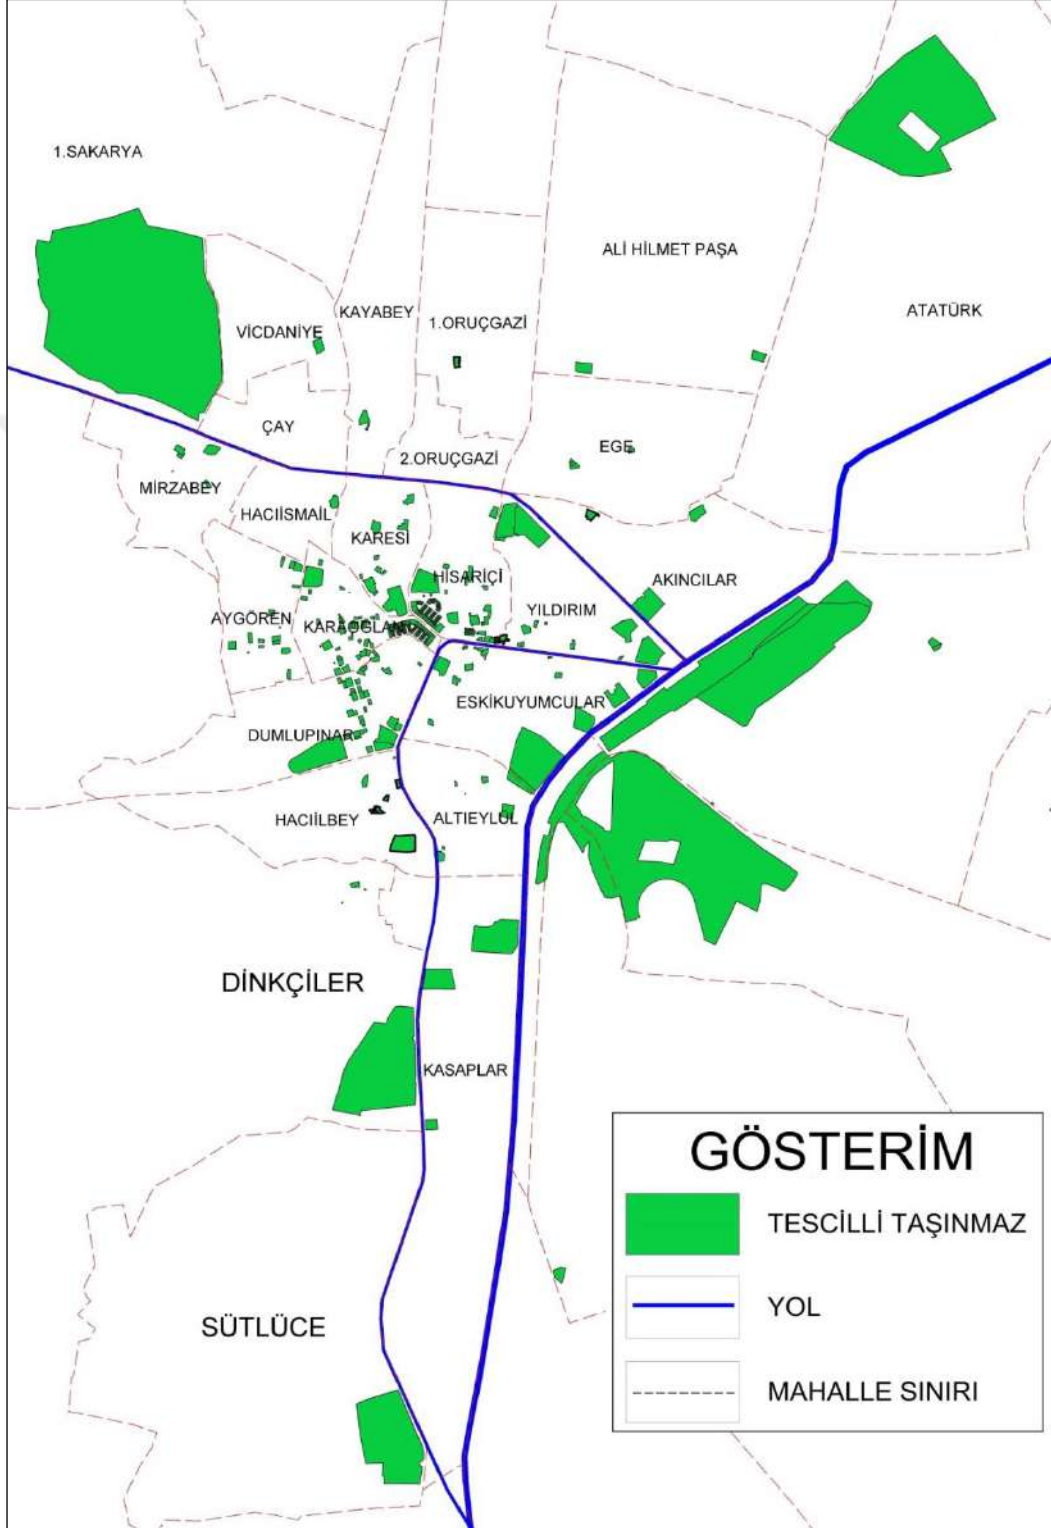 1.SAKARYA
ALİ HİLMET PAŞA
ATATÜRK
KAYABEY
1.ORUÇGAZİ
VİCDANİYE
ÇAY
EGE
2.ORUÇGAZİ
MİRZABEY
HACIİSMAİL
KARESİ
HİSARİÇİ
AKINCILAR
YILDIRIM
AYGÖREN
KARAOĞLAN
ESKİKUYUMCULAR
DUMLUPINAR
HACIİLBEY
ALTIEYLÜL
DİNKÇİLER
KASAPLAR
SÜTLÜCE
GÖSTERİM
TESCİLLİ TAŞINMAZ
YOL
MAHALLE SINIRI